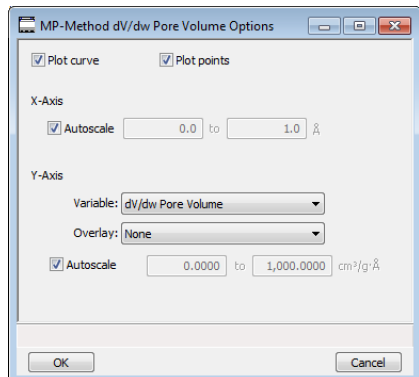 MP-Method dV/dw Pore Volume Options
Plot curve Plot points
X-Axis
Autoscale 0.0 to 1.0 Å
Y-Axis
Variable: dV/dw Pore Volume
Overlay: None
Autoscale 0.0000 to 1,000.0000 cm³/g·Å
OK Cancel